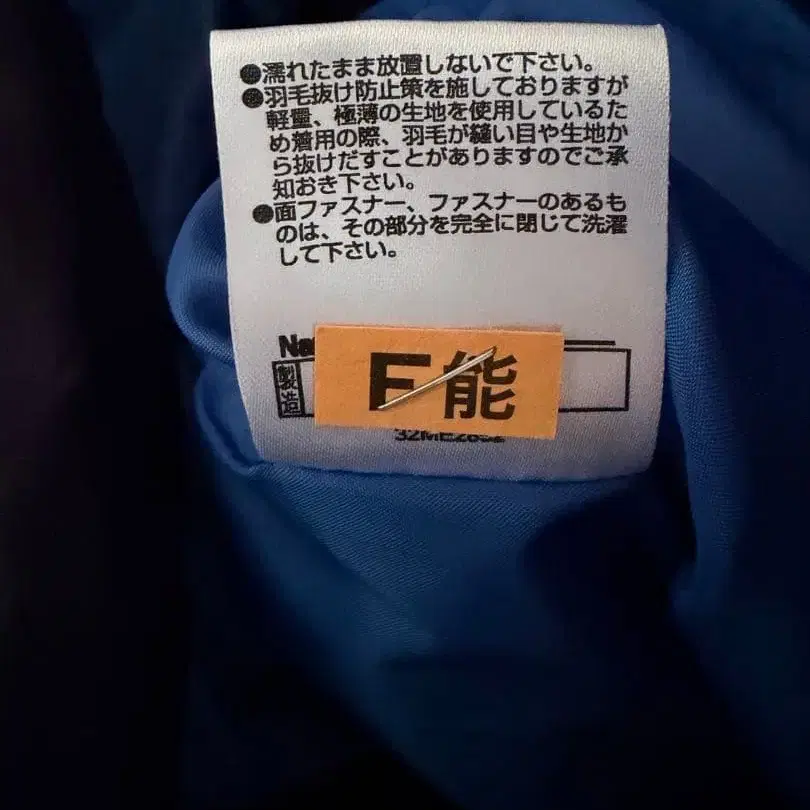 ●濡れたまま放置しないで下さい。
●羽毛抜け防止策を施しておりますが
軽量、極薄の生地を使用しているた
め着用の際、羽毛が縫い目や生地か
ら抜けだすことがありますのでご承
知おき下さい。
●面ファスナー、ファスナーのあるも
のは、その部分を完全に閉じて洗濯
して下さい。
製造
F能